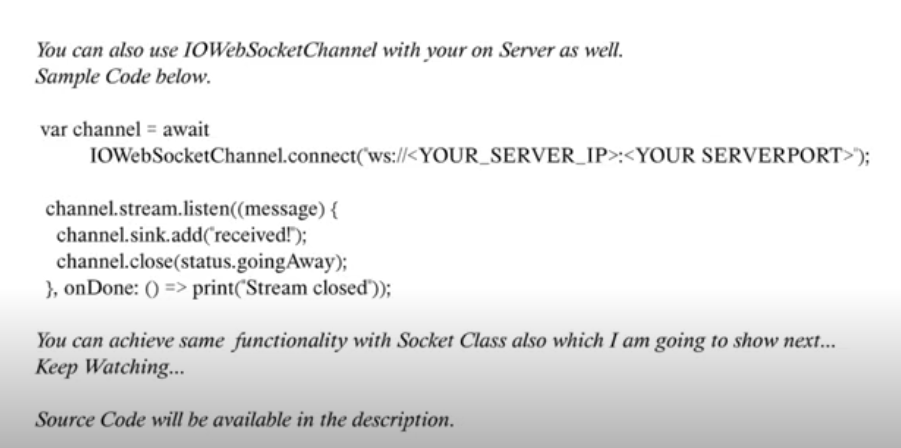 You can also use IOWebSocketChannel with your on Server as well.
Sample Code below.
var channel = await
IOWebSocketChannel.connect("ws://<YOUR_SERVER_IP>:<YOUR SERVERPORT>");
channel.stream.listen((message) {
channel.sink.add("received!");
channel.close(status.goingAway);
}, onDone: () => print("Stream closed"));
You can achieve same functionality with Socket Class also which I am going to show next...
Keep Watching...
Source Code will be available in the description.